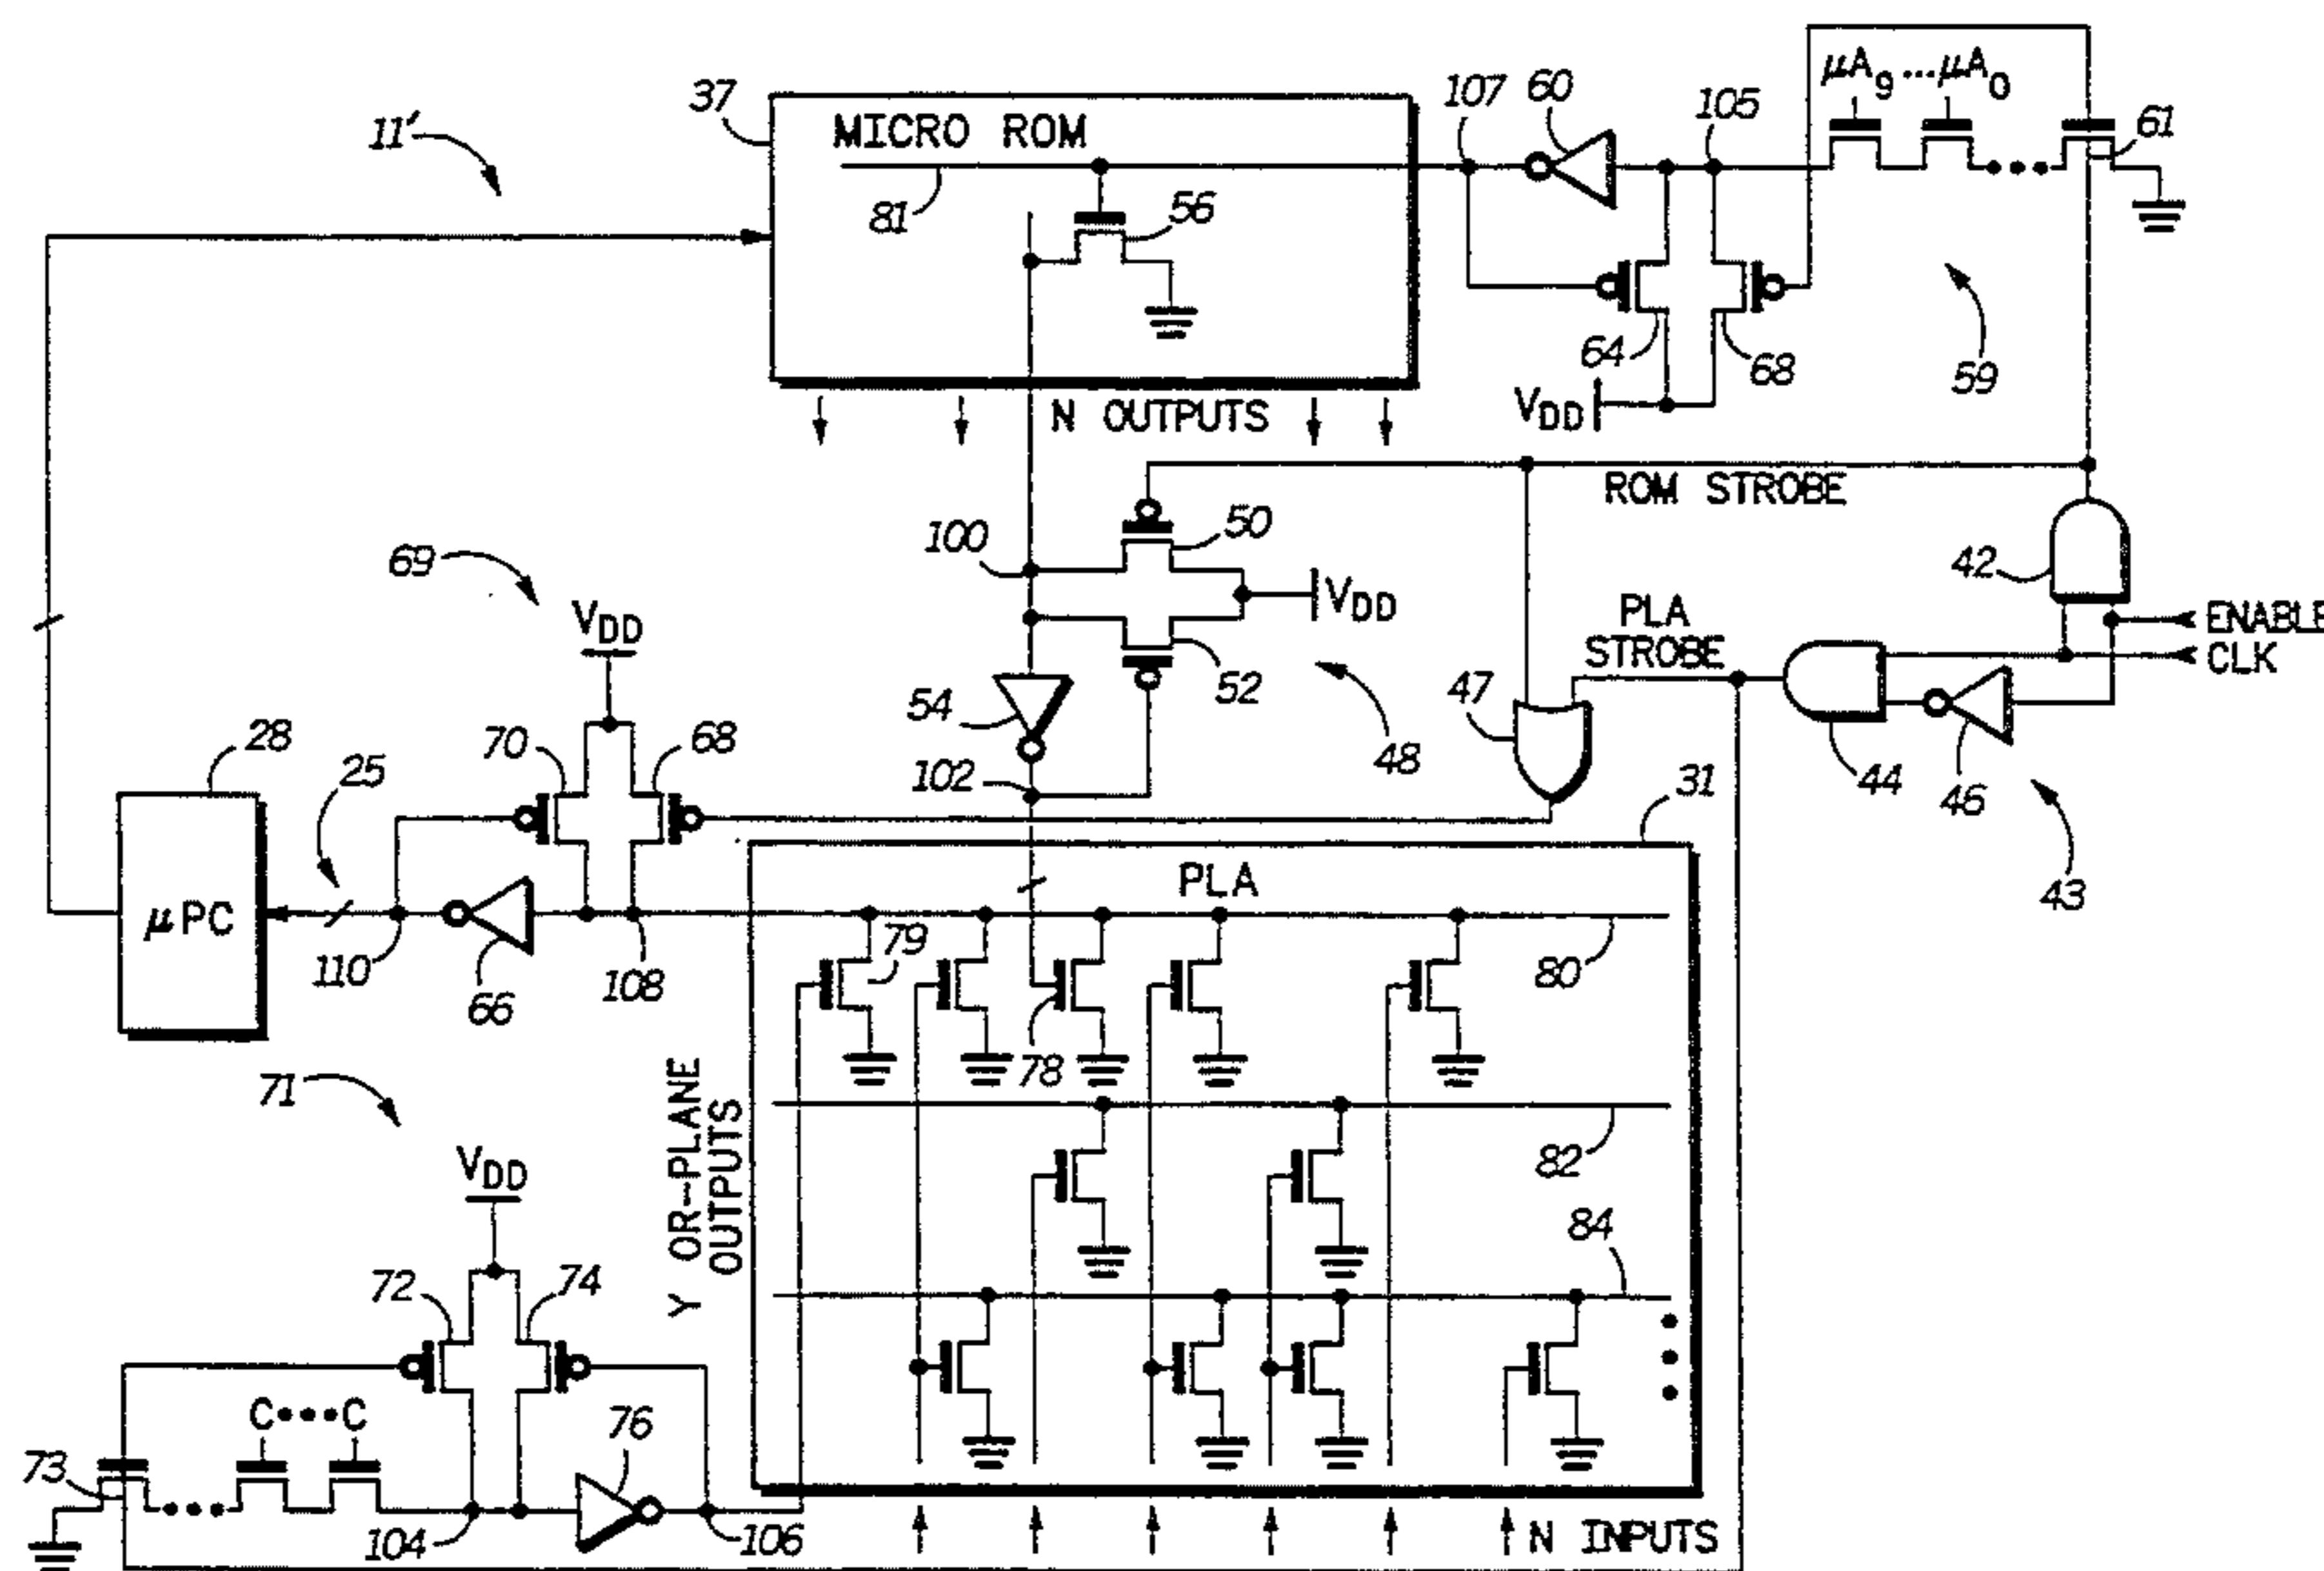 11'
37
MICRO ROM
81
56
107
60
105
μA9...μA0
61
64
68
59
VDD
N OUTPUTS
ROM STROBE
100
50
VDD
52
54
102
48
42
ENABLE
CLK
PLA
STROBE
47
44
46
43
69
VDD
70
68
28
25
μPC
110
66
108
31
PLA
79
78
80
82
84
71
Y OR-PLANE
OUTPUTS
VDD
72
74
C•••C
76
73
104
106
N INPUTS